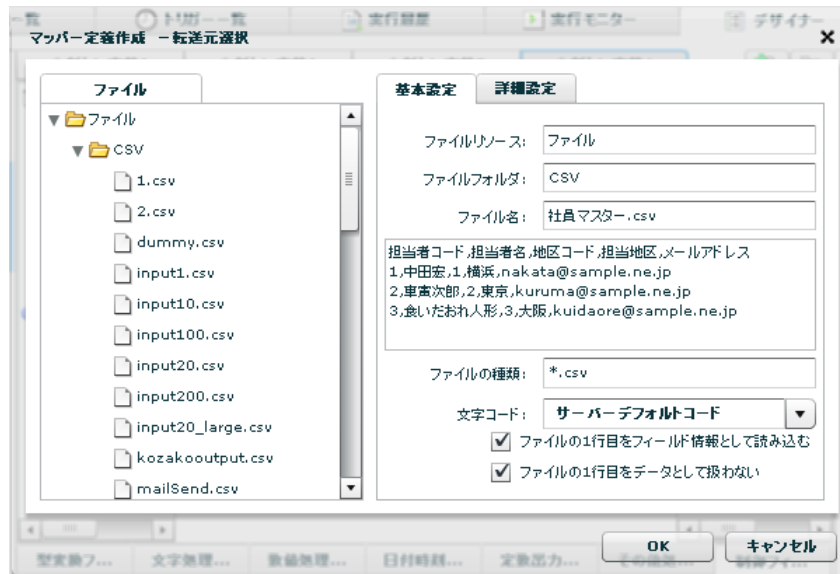 一覧
トリガー一覧
実行履歴
実行モニター
デザイナー
マッパー定義作成 －転送元選択
ファイル
ファイル
CSV
1.csv
2.csv
dummy.csv
input1.csv
input10.csv
input100.csv
input20.csv
input200.csv
input20_large.csv
kozakooutput.csv
mailSend.csv
基本設定
詳細設定
ファイルリソース: ファイル
ファイルフォルダ: CSV
ファイル名: 社員マスター.csv
担当者コード,担当者名,地区コード,担当地区,メールアドレス
1,中田宏,1,横浜,nakata@sample.ne.jp
2,車寅次郎,2,東京,kuruma@sample.ne.jp
3,食いだおれ人形,3,大阪,kuidaore@sample.ne.jp
ファイルの種類: *.csv
文字コード: サーバーデフォルトコード
ファイルの1行目をフィールド情報として読み込む
ファイルの1行目をデータとして扱わない
OK
キャンセル
型変換フ...
文字処理...
数値処理...
日付時刻...
定数出力...